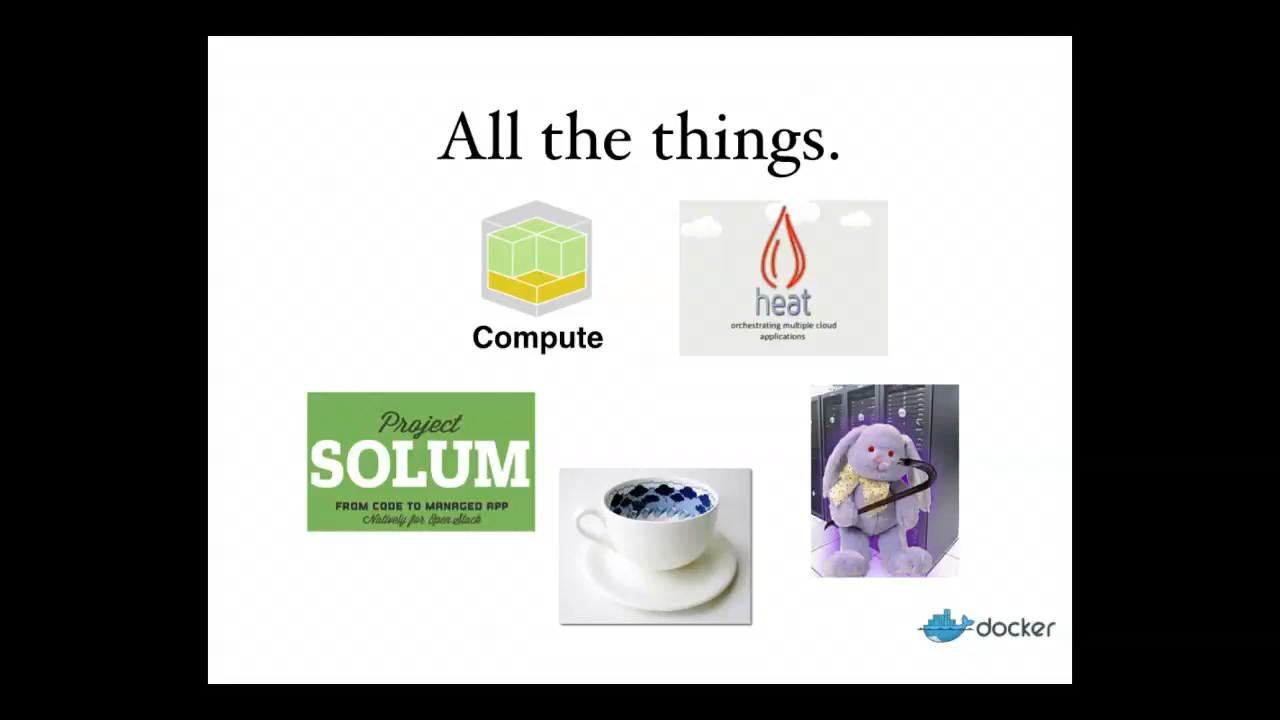 All the things.
Compute
heat
orchestrating multiple cloud
applications
Project
SOLUM
FROM CODE TO MANAGED APP
Natively for OpenStack
docker